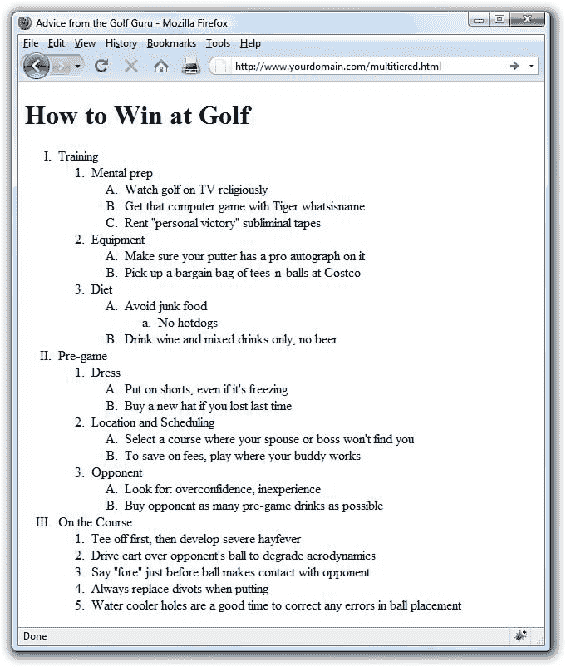 Advice from the Golf Guru - Mozilla Firefox
File Edit View History Bookmarks Tools Help
http://www.yourdomain.com/multitiered.html
How to Win at Golf
I. Training
1. Mental prep
A. Watch golf on TV religiously
B. Get that computer game with Tiger whatsisname
C. Rent "personal victory" subliminal tapes
2. Equipment
A. Make sure your putter has a pro autograph on it
B. Pick up a bargain bag of tees-n-balls at Costco
3. Diet
A. Avoid junk food
a. No hotdogs
B. Drink wine and mixed drinks only, no beer
II. Pre-game
1. Dress
A. Put on shorts, even if it's freezing
B. Buy a new hat if you lost last time
2. Location and Scheduling
A. Select a course where your spouse or boss won't find you
B. To save on fees, play where your buddy works
3. Opponent
A. Look for: overconfidence, inexperience
B. Buy opponent as many pre-game drinks as possible
III. On the Course
1. Tee off first, then develop severe hayfever
2. Drive cart over opponent's ball to degrade aerodynamics
3. Say "fore" just before ball makes contact with opponent
4. Always replace divots when putting
5. Water cooler holes are a good time to correct any errors in ball placement
Done